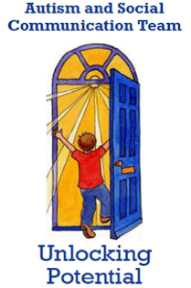 Autism and Social
Communication Team
Unlocking
Potential